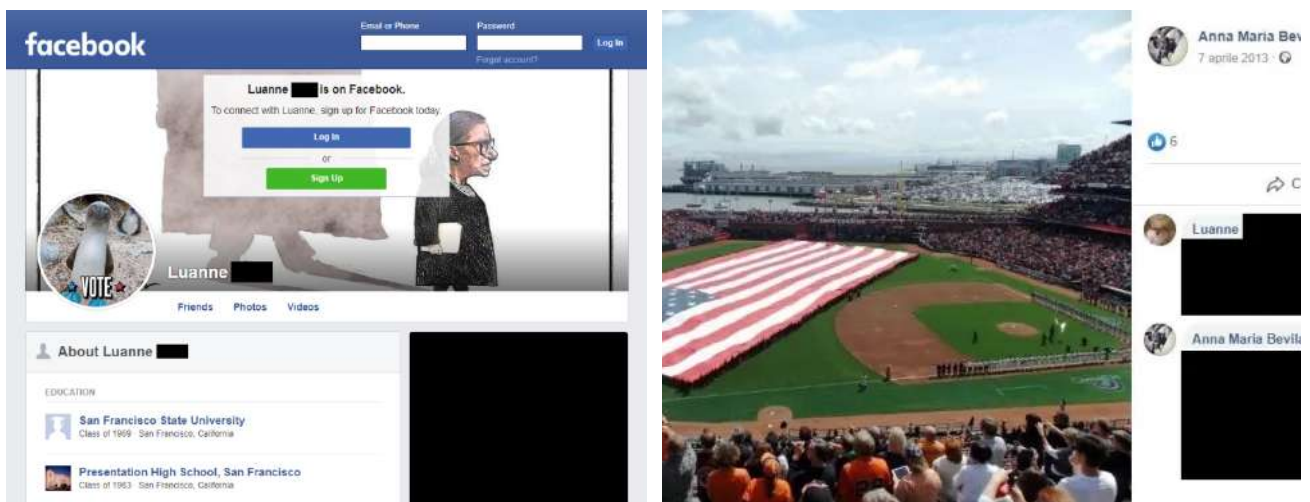 Email or Phone
Password
facebook
Log In
Forgot account?
Luanne is on Facebook.
To connect with Luanne, sign up for Facebook today.
Log In
or
Sign Up
VOTE
Luanne
Friends Photos Videos
About Luanne
EDUCATION
San Francisco State University
Class of 1969 San Francisco, California
Presentation High School, San Francisco
Class of 1963 San Francisco, California
Anna Maria Bev
7 aprile 2013
6
C
Luanne
Anna Maria Bevila